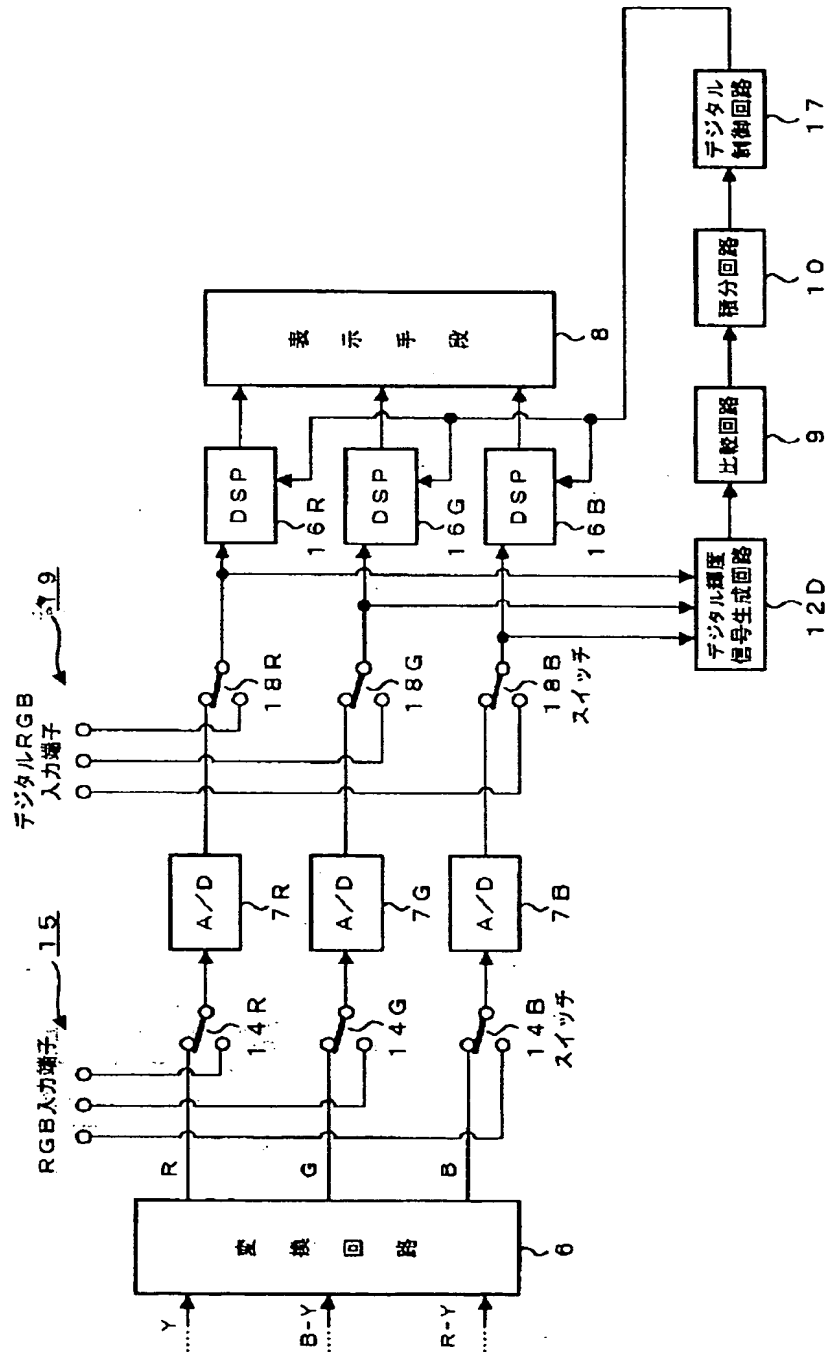 Y
B-Y
R-Y
変換回路
6
R
G
B
RGB入力端子
15
14R
14G
14B
スイッチ
A/D
7R
A/D
7G
A/D
7B
デジタルRGB
入力端子
19
18R
18G
18B
スイッチ
DSP
16R
DSP
16G
DSP
16B
表示手段
8
デジタル輝度
信号生成回路
12D
比較回路
9
積分回路
10
デジタル
制御回路
17